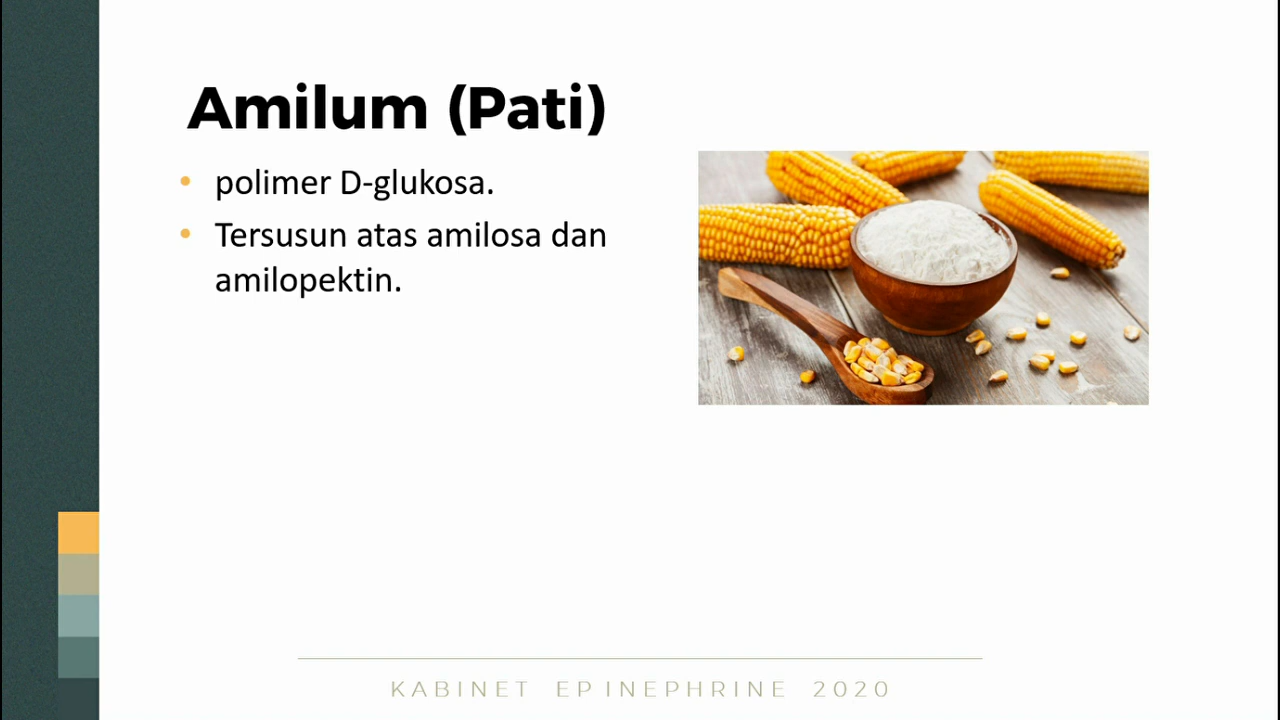 Amilum (Pati)
• polimer D-glukosa.
• Tersusun atas amilosa dan
amilopektin.
KABINET EPINEPHRINE 2020